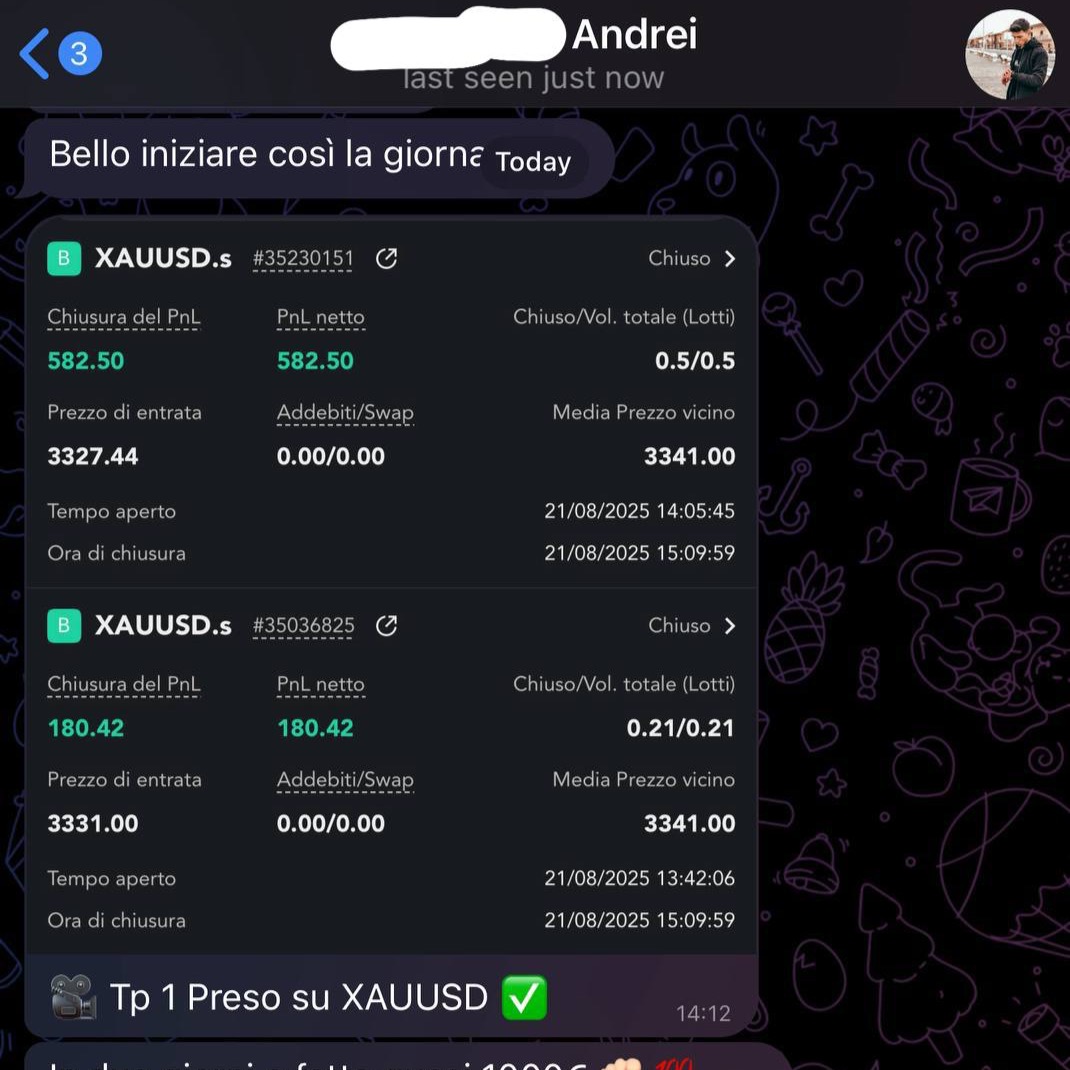 3
Andrei
last seen just now
Bello iniziare così la giorna
Today
B XAUUSD.s #35230151 Chiuso
Chiusura del PnL PnL netto Chiuso/Vol. totale (Lotti)
582.50 582.50 0.5/0.5
Prezzo di entrata Addebiti/Swap Media Prezzo vicino
3327.44 0.00/0.00 3341.00
Tempo aperto 21/08/2025 14:05:45
Ora di chiusura 21/08/2025 15:09:59
B XAUUSD.s #35036825 Chiuso
Chiusura del PnL PnL netto Chiuso/Vol. totale (Lotti)
180.42 180.42 0.21/0.21
Prezzo di entrata Addebiti/Swap Media Prezzo vicino
3331.00 0.00/0.00 3341.00
Tempo aperto 21/08/2025 13:42:06
Ora di chiusura 21/08/2025 15:09:59
🎥 Tp 1 Preso su XAUUSD ✅
14:12